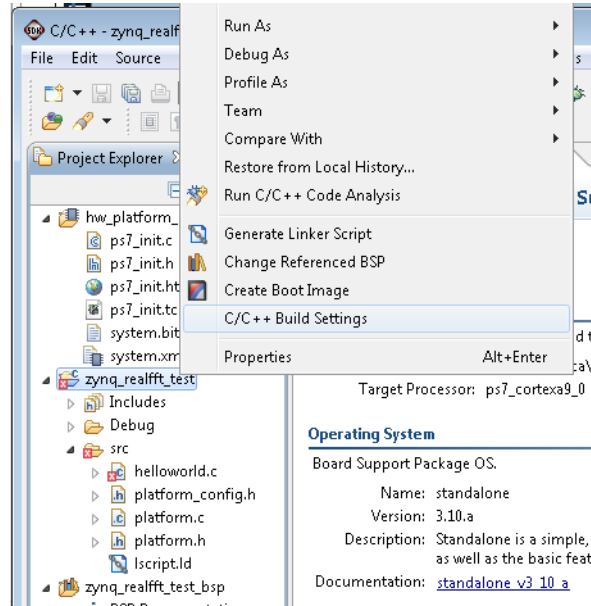 C/C++ - zynq_realf
File Edit Source
Run As
Debug As
Profile As
Team
Compare With
Restore from Local History...
Run C/C++ Code Analysis
Generate Linker Script
Change Referenced BSP
Create Boot Image
C/C++ Build Settings
Properties Alt+Enter
Project Explorer
hw_platform_
ps7_init.c
ps7_init.h
ps7_init.ht
ps7_init.tc
system.bit
system.xm
zynq_realfft_test
Includes
Debug
src
helloworld.c
platform_config.h
platform.c
platform.h
lscript.ld
zynq_realfft_test_bsp
Target Processor: ps7_cortexa9_0
Operating System
Board Support Package OS.
Name: standalone
Version: 3.10.a
Description: Standalone is a simple,
as well as the basic feat
Documentation: standalone_v3_10_a